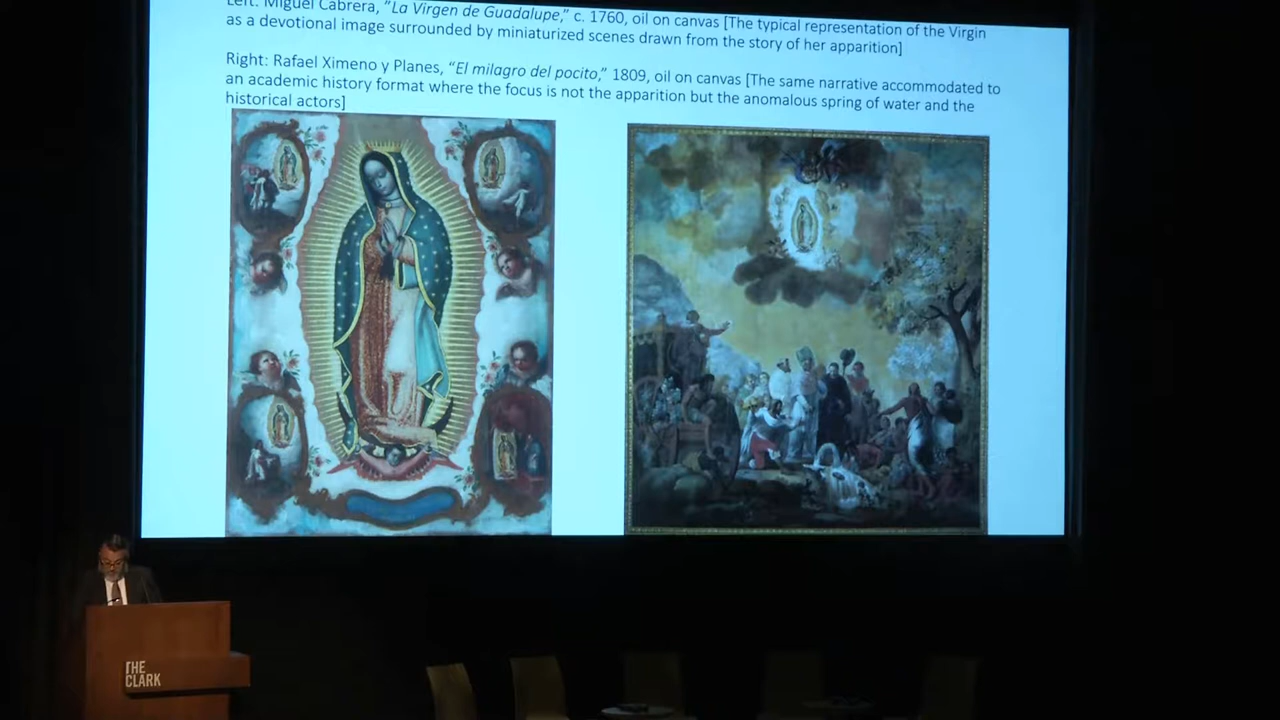 Left: Miguel Cabrera, "La Virgen de Guadalupe," c. 1760, oil on canvas [The typical representation of the Virgin
as a devotional image surrounded by miniaturized scenes drawn from the story of her apparition]
Right: Rafael Ximeno y Planes, "El milagro del pocito," 1809, oil on canvas [The same narrative accommodated to
an academic history format where the focus is not the apparition but the anomalous spring of water and the
historical actors]
THE
CLARK